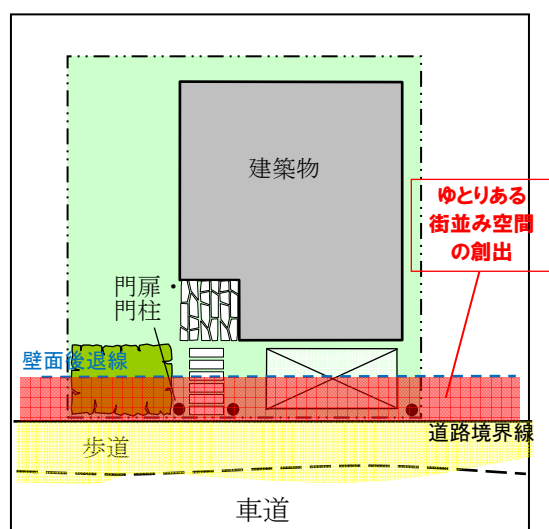 建築物
ゆとりある
街並み空間
の創出
門扉・
門柱
壁面後退線
道路境界線
歩道
車道